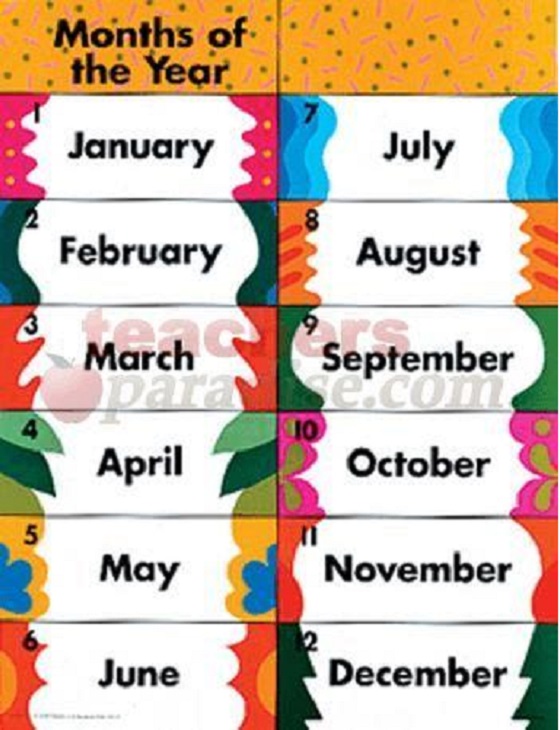 Months of
the Year
1
January
2
February
3
March
4
April
5
May
6
June
7
July
8
August
9
September
10
October
11
November
12
December
teachers
paradise.com